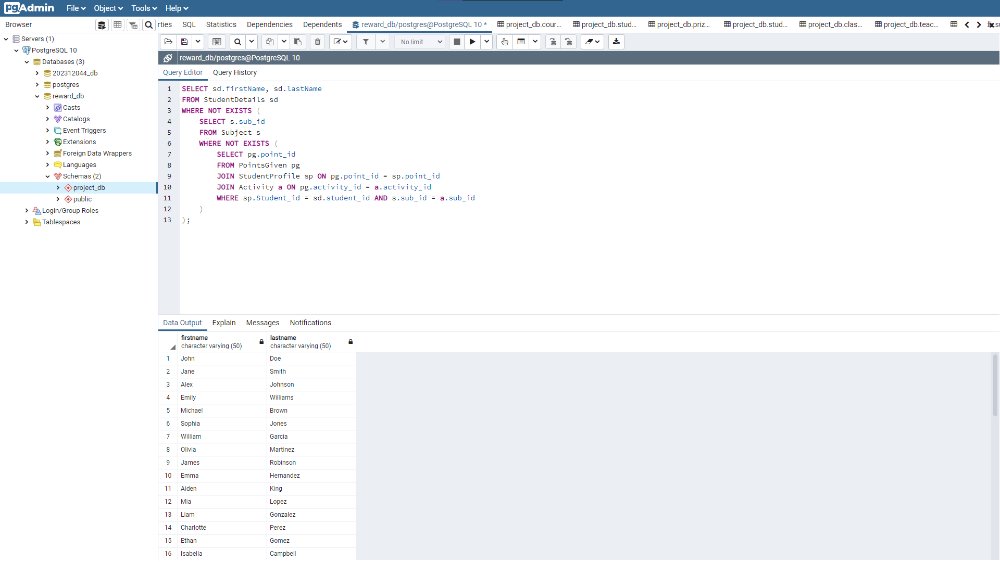 pgAdmin File Object Tools Help
Browser
rties SQL Statistics Dependencies Dependents reward_db/postgres@PostgreSQL 10 * project_db.cour... project_db.stud... project_db.priz... project_db.stud... project_db.clas... project_db.teac...
Servers (1)
PostgreSQL 10
Databases (3)
202312044_db
postgres
reward_db
Casts
Catalogs
Event Triggers
Extensions
Foreign Data Wrappers
Languages
Schemas (2)
project_db
public
Login/Group Roles
Tablespaces
No limit
reward_db/postgres@PostgreSQL 10
Query Editor Query History
1 SELECT sd.firstName, sd.lastName
2 FROM StudentDetails sd
3 WHERE NOT EXISTS (
4 SELECT s.sub_id
5 FROM Subject s
6 WHERE NOT EXISTS (
7 SELECT pg.point_id
8 FROM PointsGiven pg
9 JOIN StudentProfile sp ON pg.point_id = sp.point_id
10 JOIN Activity a ON pg.activity_id = a.activity_id
11 WHERE sp.Student_id = sd.student_id AND s.sub_id = a.sub_id
12 )
13 );
Data Output Explain Messages Notifications
firstname lastname
character varying (50) character varying (50)
1 John Doe
2 Jane Smith
3 Alex Johnson
4 Emily Williams
5 Michael Brown
6 Sophia Jones
7 William Garcia
8 Olivia Martinez
9 James Robinson
10 Emma Hernandez
11 Aiden King
12 Mia Lopez
13 Liam Gonzalez
14 Charlotte Perez
15 Ethan Gomez
16 Isabella Campbell